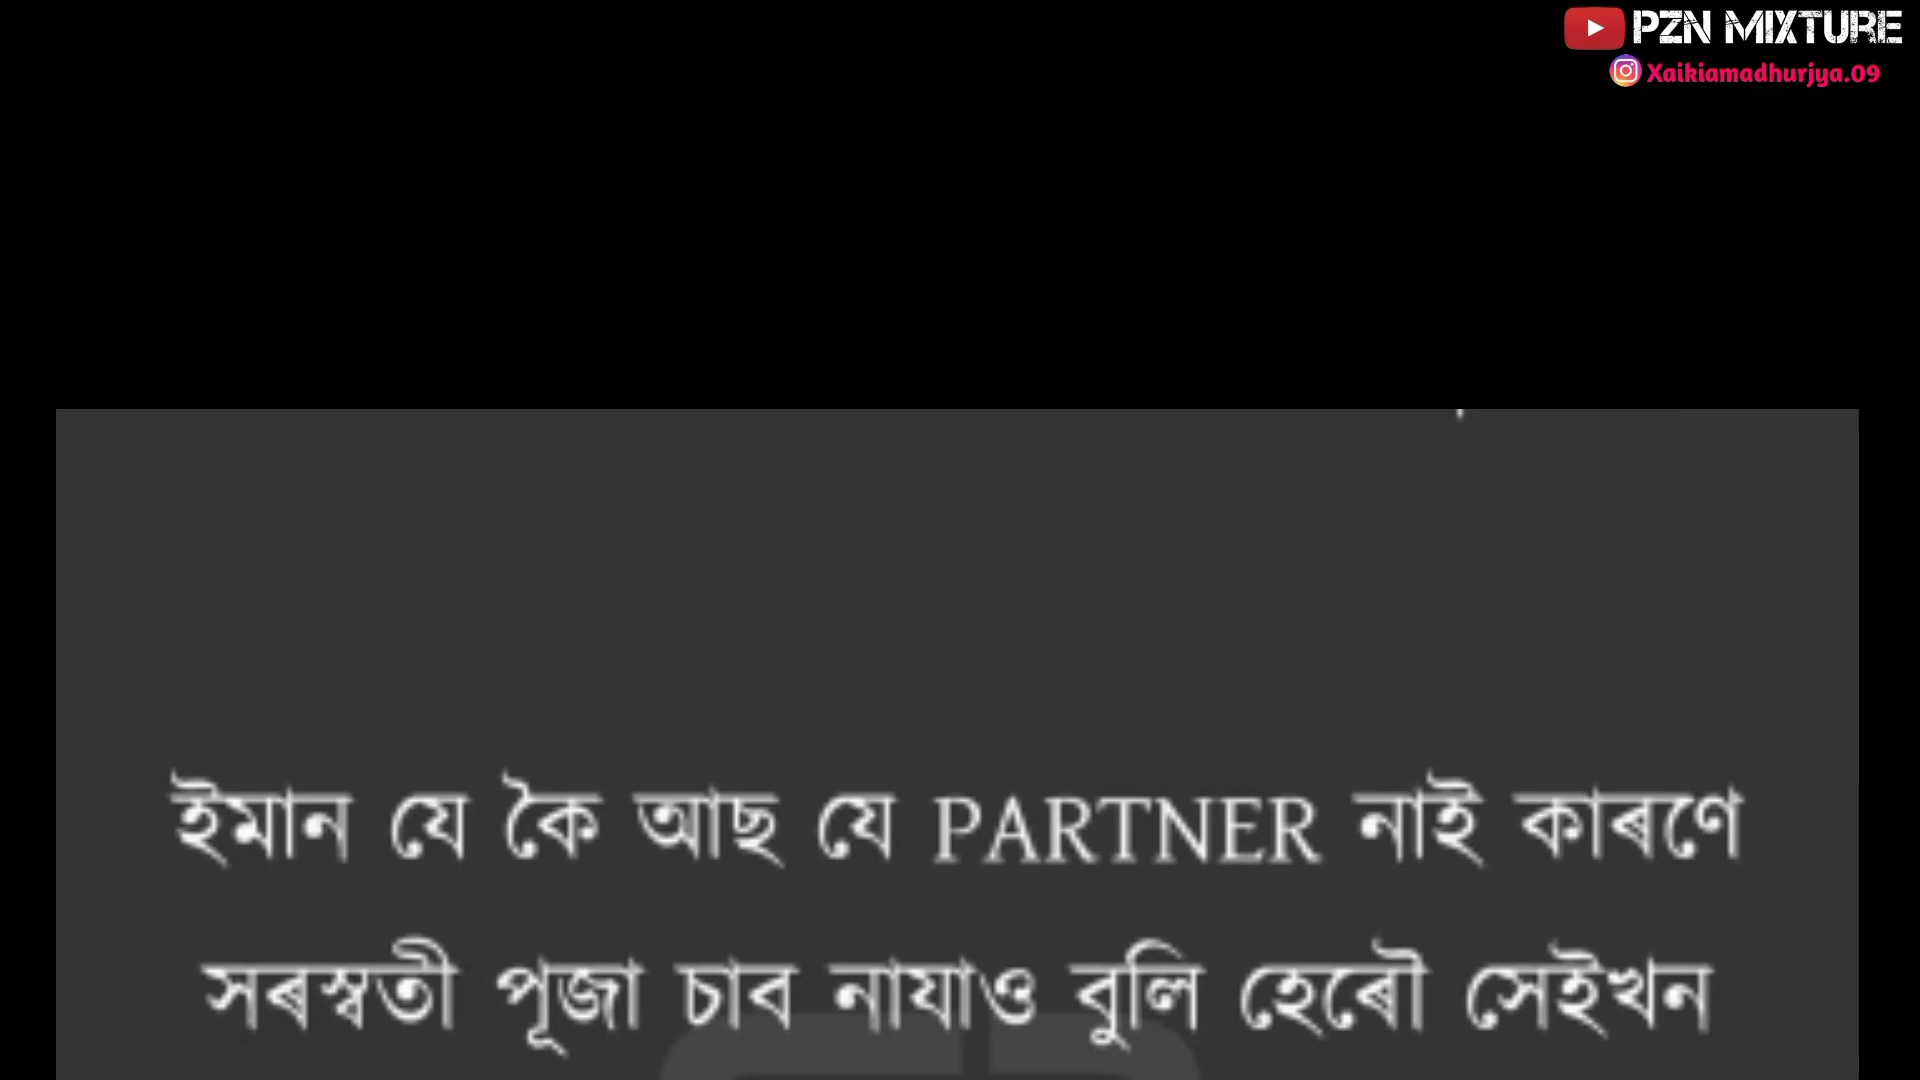 PZN MIXTURE
Xaikiamadhurjya.09
ইমান যে কৈ আছ যে PARTNER নাই কাৰণে
সৰস্বতী পূজা চাব নাযাও বুলি হেৰৌ সেইখন